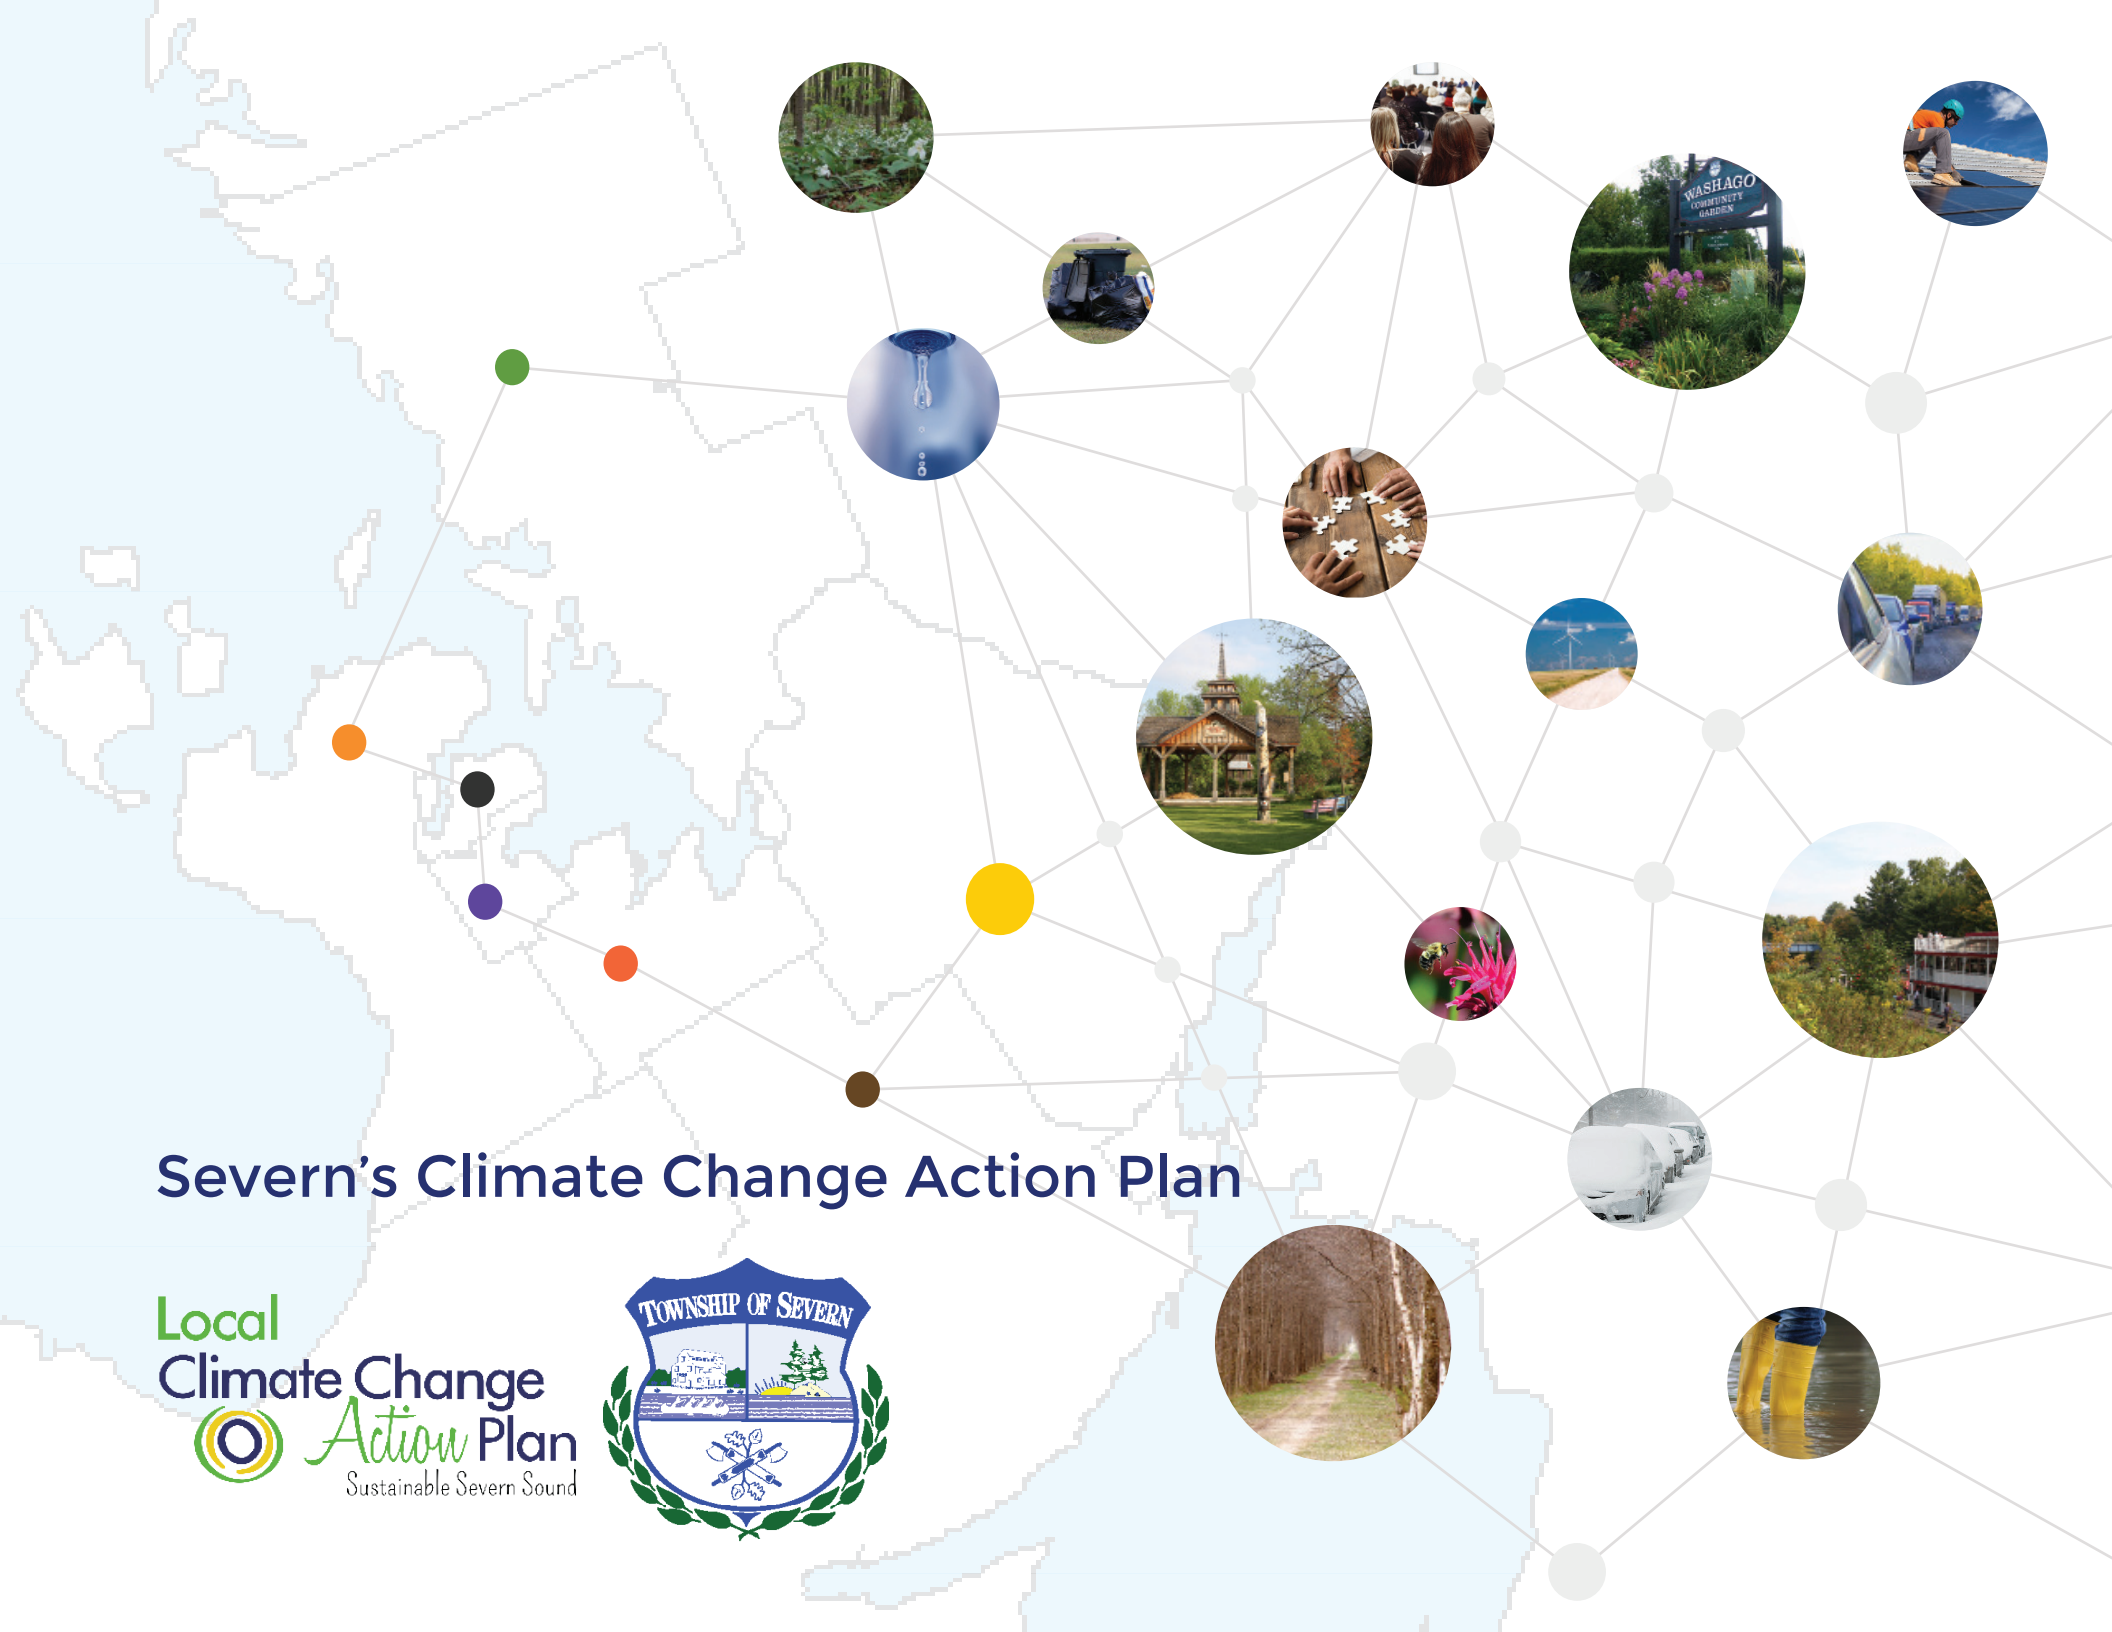 WASHAGO
COMMUNITY
GARDEN
Severn's Climate Change Action Plan
Local
Climate Change
Action Plan
Sustainable Severn Sound
TOWNSHIP OF SEVERN